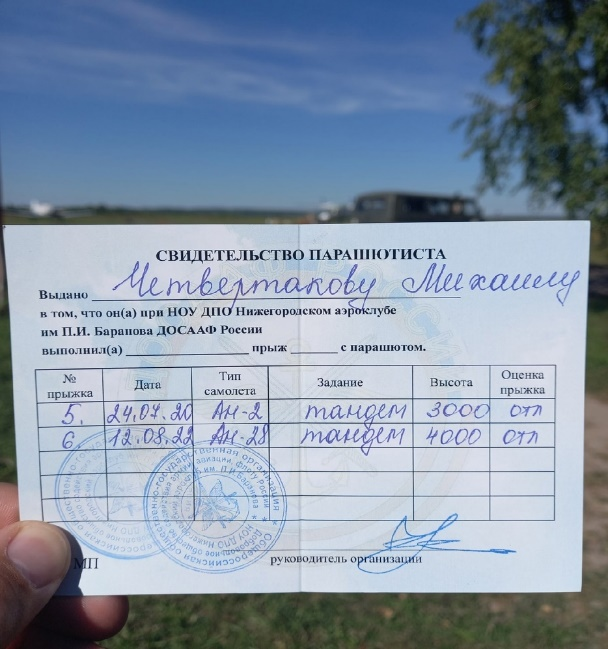 СВИДЕТЕЛЬСТВО ПАРАШЮТИСТА
Выдано Четвертакову Михаилу
в том, что он(а) при НОУ ДПО Нижегородском аэроклубе
им П.И. Баранова ДОСААФ России
выполнил(а) прыж с парашютом.
№ прыжка Дата Тип самолета Задание Высота Оценка прыжка
5. 24.07.20 АН-2 тандем 3000 отл
6. 12.08.22 АН-28 тандем 4000 отл
МП руководитель организации